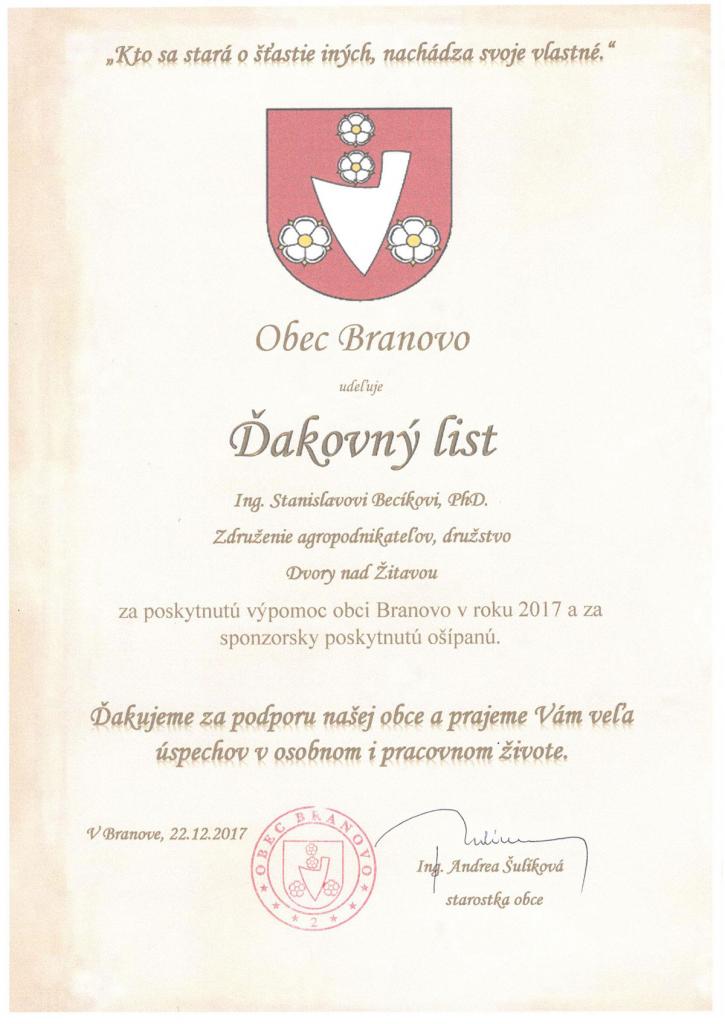 „Kto sa stará o šťastie iných, nachádza svoje vlastné.“
Obec Branovo
udeľuje
Ďakovný list
Ing. Stanislavovi Becíkovi, PhD.
Združenie agropodnikateľov, družstvo
Dvory nad Žitavou
za poskytnutú výpomoc obci Branovo v roku 2017 a za
sponzorsky poskytnutú ošípanú.
Ďakujeme za podporu našej obce a prajeme Vám veľa
úspechov v osobnom i pracovnom živote.
V Branove, 22.12.2017
OBEC BRANOVO
2
Ing. Andrea Šulíková
starostka obce